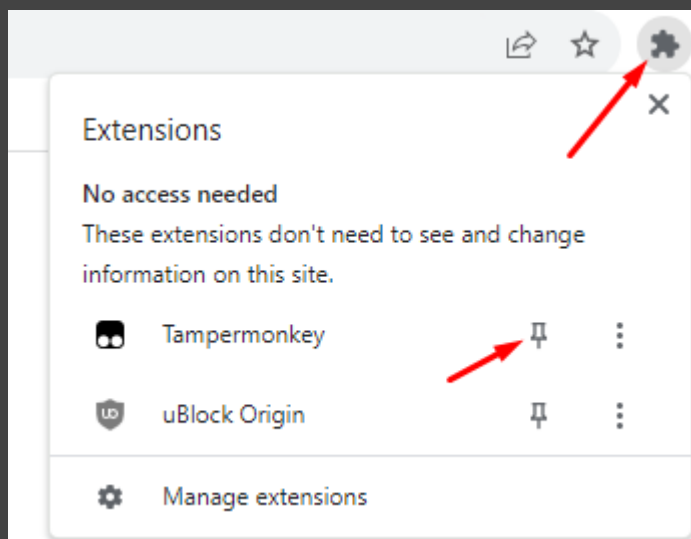 Extensions
No access needed
These extensions don't need to see and change
information on this site.
Tampermonkey
uBlock Origin
Manage extensions